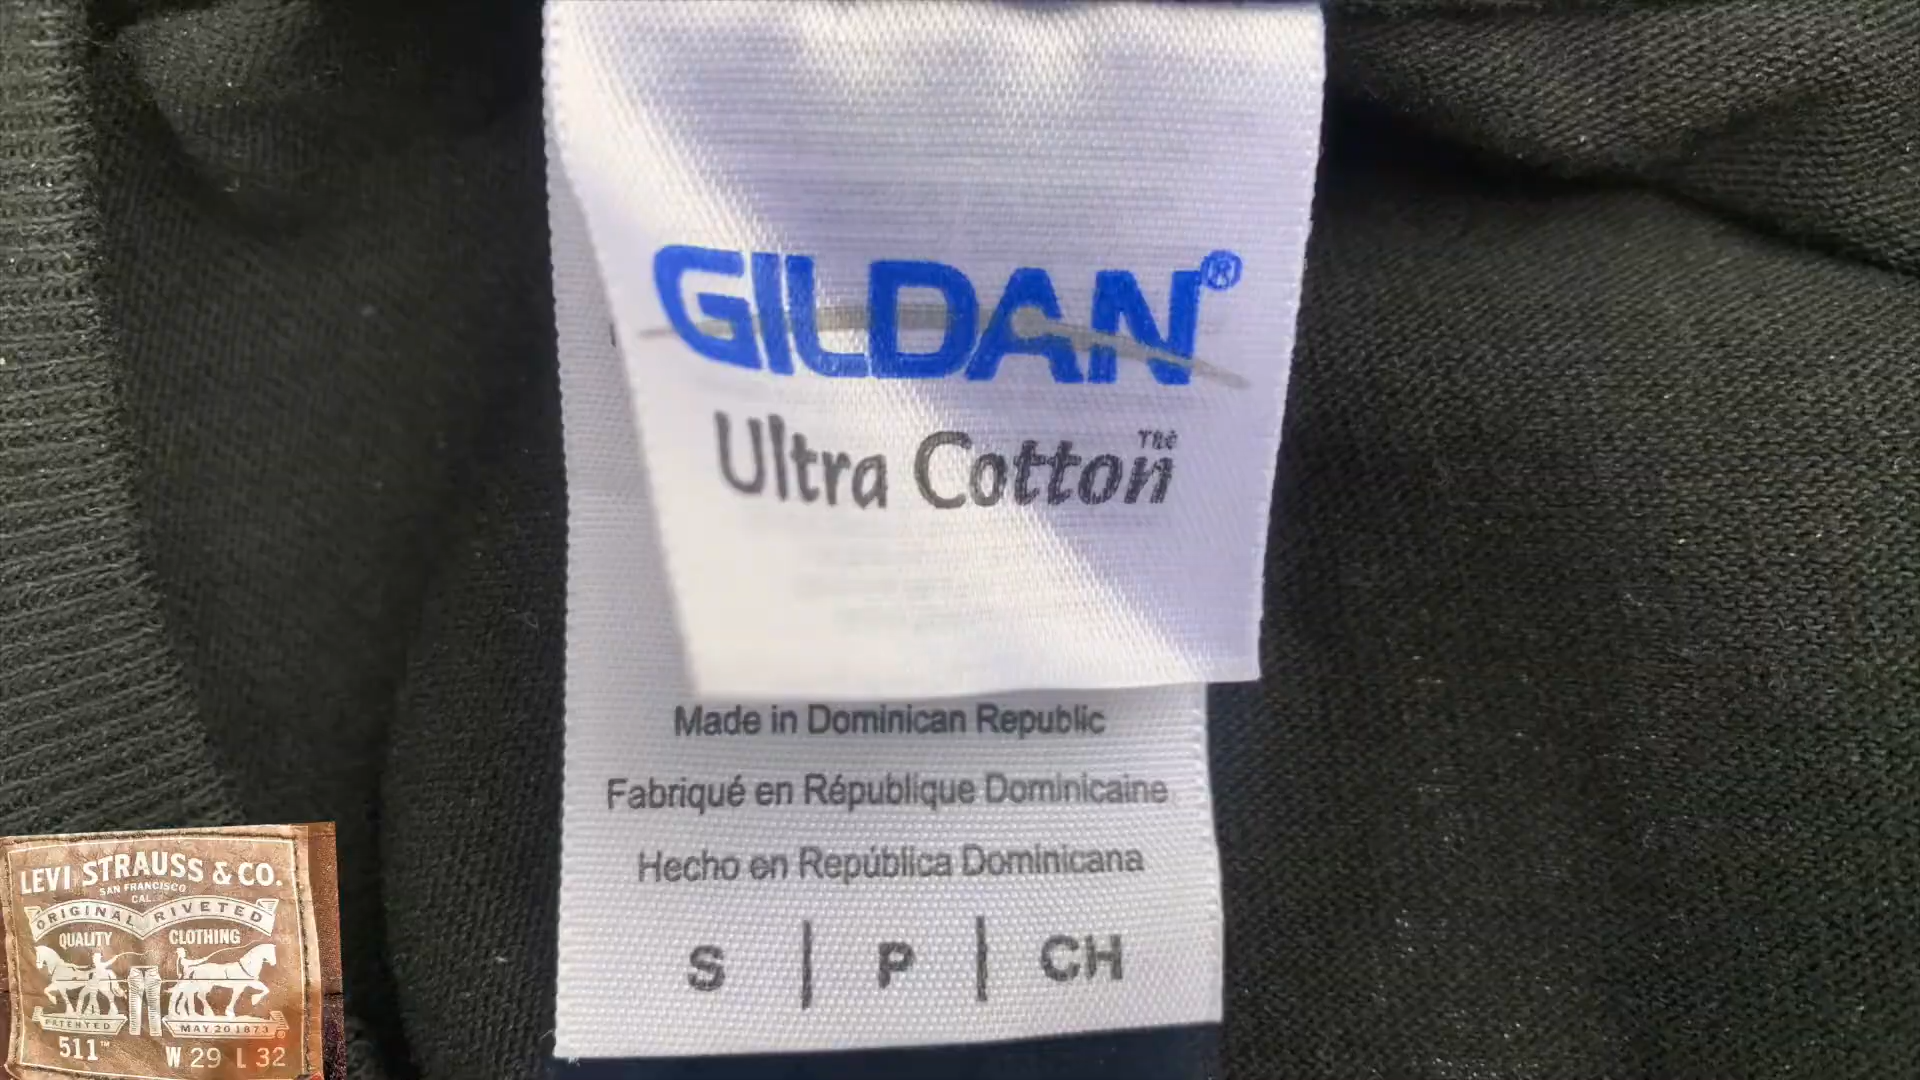 GILDAN®
Ultra Cotton
Made in Dominican Republic
Fabriqué en République Dominicaine
Hecho en República Dominicana
S | P | CH
LEVI STRAUSS & CO.
SAN FRANCISCO
CAL.
ORIGINAL RIVETED
QUALITY CLOTHING
PATENTED MAY 20 1873
511™
W 29 L 32